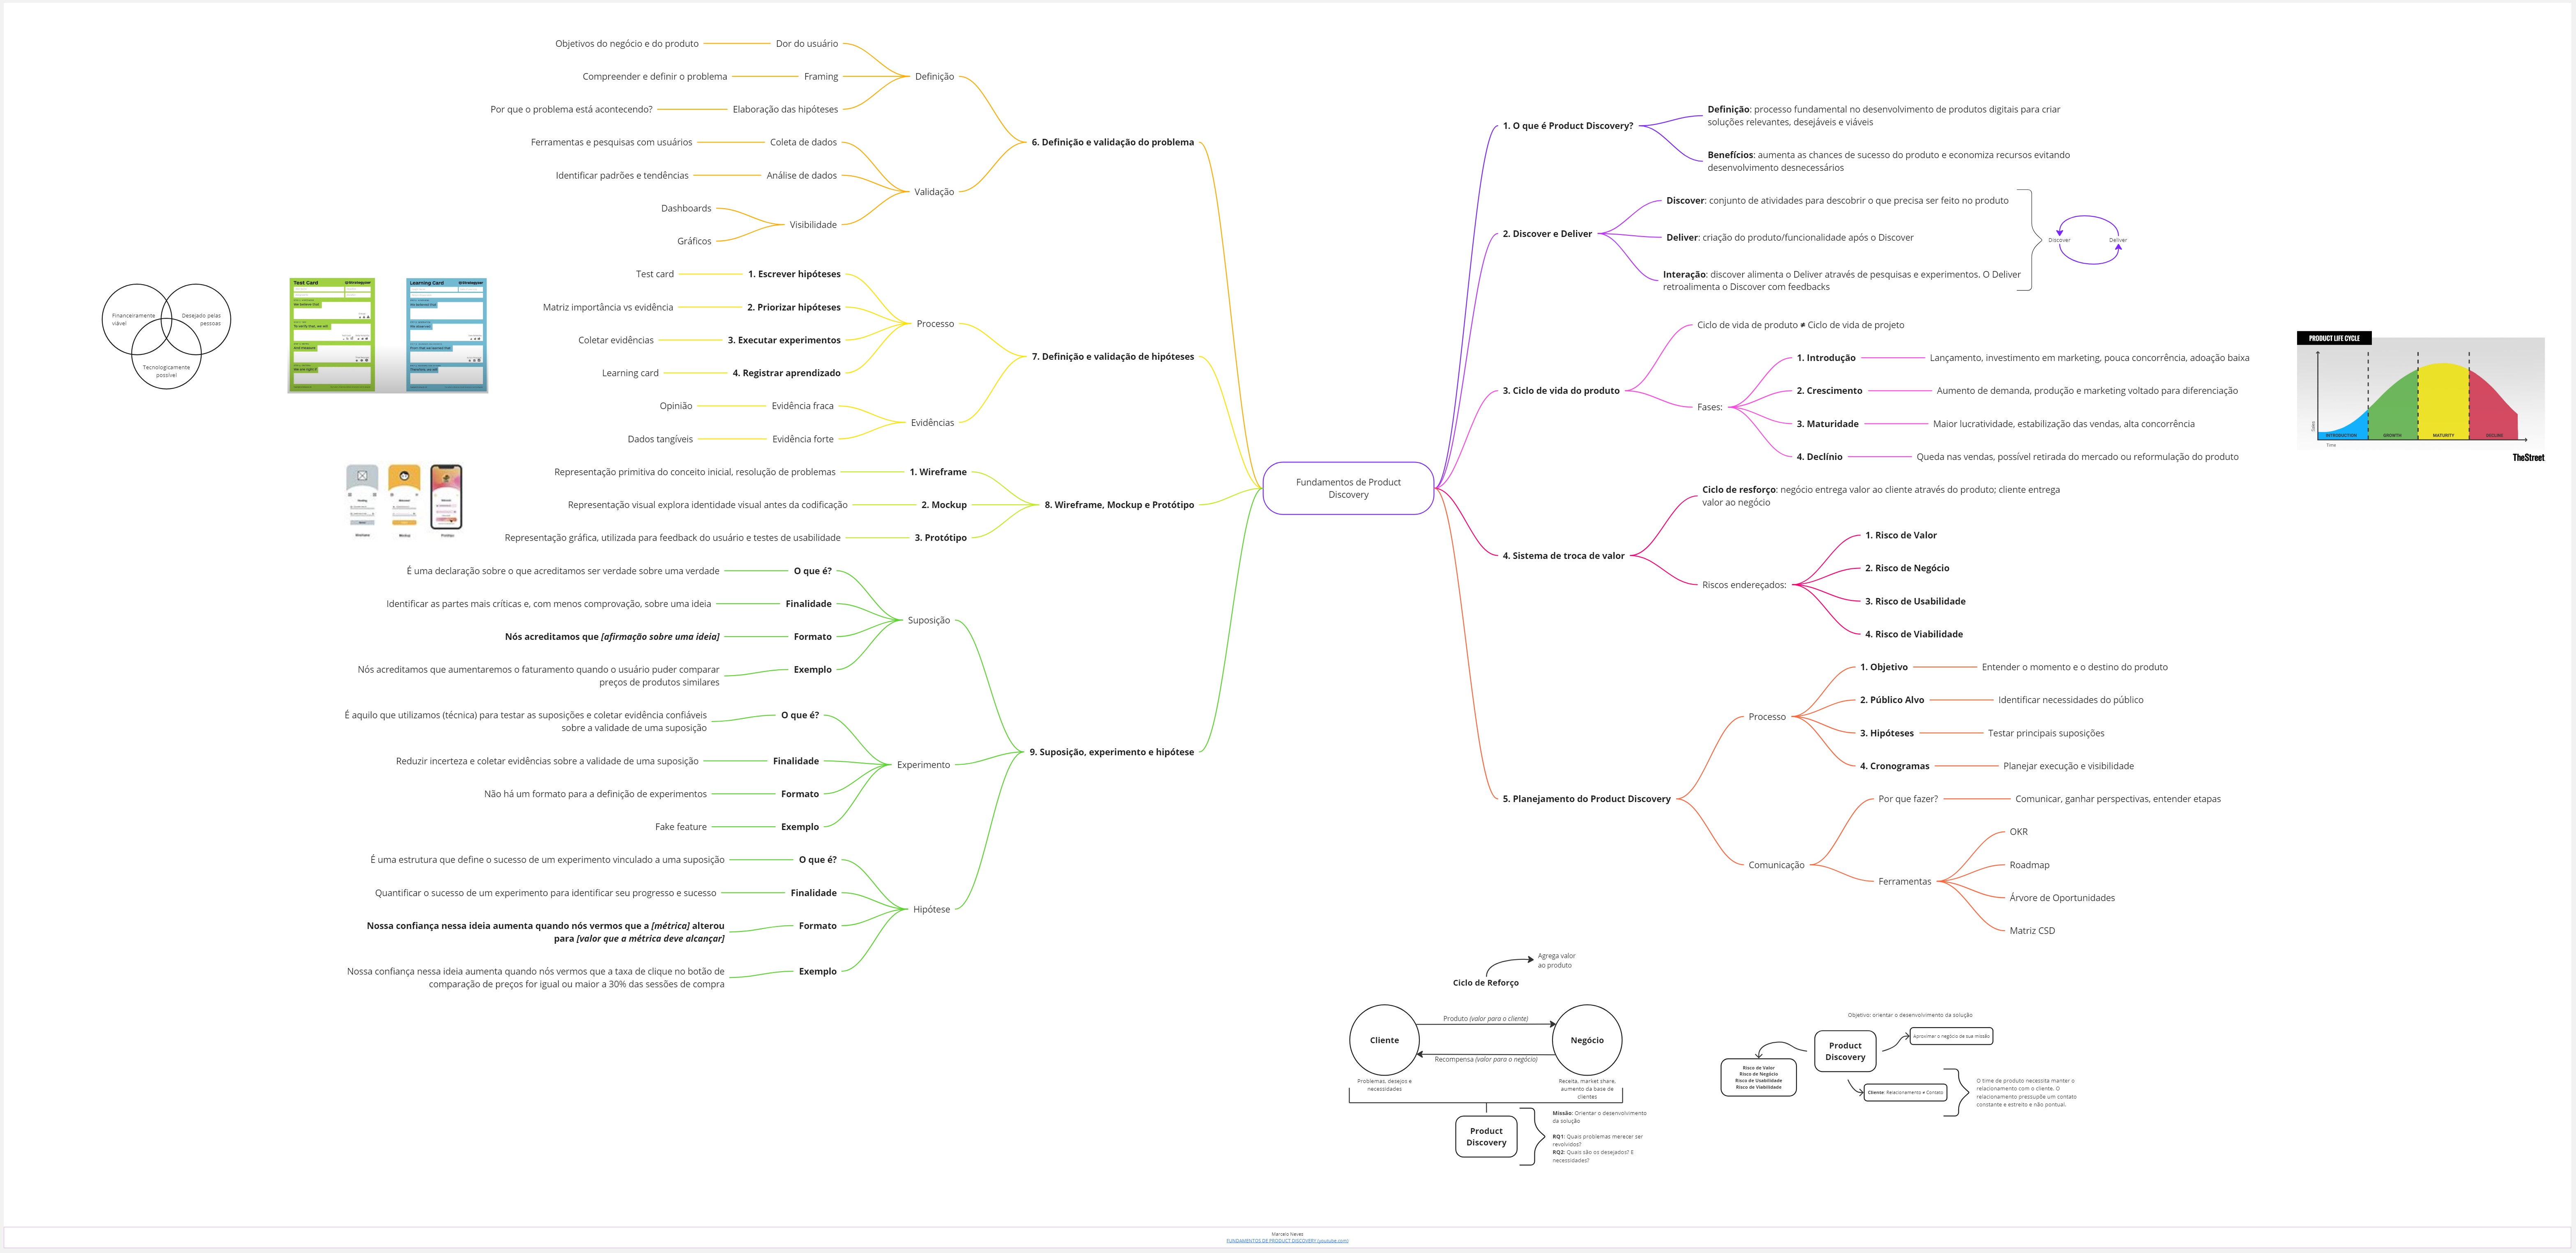 Fundamentos de Product
Discovery
1. O que é Product Discovery?
Definição: processo fundamental no desenvolvimento de produtos digitais para criar
soluções relevantes, desejáveis e viáveis
Benefícios: aumenta as chances de sucesso do produto e economiza recursos evitando
desenvolvimento desnecessários
2. Discover e Deliver
Discover: conjunto de atividades para descobrir o que precisa ser feito no produto
Deliver: criação do produto/funcionalidade após o Discover
Interação: discover alimenta o Deliver através de pesquisas e experimentos. O Deliver
retroalimenta o Discover com feedbacks
Discover
Deliver
3. Ciclo de vida do produto
Ciclo de vida de produto ≠ Ciclo de vida de projeto
Fases:
1. Introdução
Lançamento, investimento em marketing, pouca concorrência, adoação baixa
2. Crescimento
Aumento de demanda, produção e marketing voltado para diferenciação
3. Maturidade
Maior lucratividade, estabilização das vendas, alta concorrência
4. Declínio
Queda nas vendas, possível retirada do mercado ou reformulação do produto
PRODUCT LIFE CYCLE
Sales
INTRODUCTION
GROWTH
MATURITY
DECLINE
Time
TheStreet
4. Sistema de troca de valor
Ciclo de resforço: negócio entrega valor ao cliente através do produto; cliente entrega
valor ao negócio
Riscos endereçados:
1. Risco de Valor
2. Risco de Negócio
3. Risco de Usabilidade
4. Risco de Viabilidade
5. Planejamento do Product Discovery
Processo
1. Objetivo
Entender o momento e o destino do produto
2. Público Alvo
Identificar necessidades do público
3. Hipóteses
Testar principais suposições
4. Cronogramas
Planejar execução e visibilidade
Comunicação
Por que fazer?
Comunicar, ganhar perspectivas, entender etapas
Ferramentas
OKR
Roadmap
Árvore de Oportunidades
Matriz CSD
6. Definição e validação do problema
Definição
Dor do usuário
Objetivos do negócio e do produto
Framing
Compreender e definir o problema
Elaboração das hipóteses
Por que o problema está acontecendo?
Validação
Coleta de dados
Ferramentas e pesquisas com usuários
Análise de dados
Identificar padrões e tendências
Visibilidade
Dashboards
Gráficos
7. Definição e validação de hipóteses
Processo
1. Escrever hipóteses
Test card
2. Priorizar hipóteses
Matriz importância vs evidência
3. Executar experimentos
Coletar evidências
4. Registrar aprendizado
Learning card
Evidências
Evidência fraca
Opinião
Evidência forte
Dados tangíveis
Financeiramente
viável
Desejado pelas
pessoas
Tecnologicamente
possível
Test Card
Strategyzer
Learning Card
Strategyzer
8. Wireframe, Mockup e Protótipo
1. Wireframe
Representação primitiva do conceito inicial, resolução de problemas
2. Mockup
Representação visual explora identidade visual antes da codificação
3. Protótipo
Representação gráfica, utilizada para feedback do usuário e testes de usabilidade
9. Suposição, experimento e hipótese
Suposição
O que é?
É uma declaração sobre o que acreditamos ser verdade sobre uma verdade
Finalidade
Identificar as partes mais críticas e, com menos comprovação, sobre uma ideia
Formato
Nós acreditamos que [afirmação sobre uma ideia]
Exemplo
Nós acreditamos que aumentaremos o faturamento quando o usuário puder comparar
preços de produtos similares
Experimento
O que é?
É aquilo que utilizamos (técnica) para testar as suposições e coletar evidência confiáveis
sobre a validade de uma suposição
Finalidade
Reduzir incerteza e coletar evidências sobre a validade de uma suposição
Formato
Não há um formato para a definição de experimentos
Exemplo
Fake feature
Hipótese
O que é?
É uma estrutura que define o sucesso de um experimento vinculado a uma suposição
Finalidade
Quantificar o sucesso de um experimento para identificar seu progresso e sucesso
Formato
Nossa confiança nessa ideia aumenta quando nós vermos que a [métrica] alterou
para [valor que a métrica deve alcançar]
Exemplo
Nossa confiança nessa ideia aumenta quando nós vermos que a taxa de clique no botão de
comparação de preços for igual ou maior a 30% das sessões de compra
Agrega valor
ao produto
Ciclo de Reforço
Cliente
Produto (valor para o cliente)
Recompensa (valor para o negócio)
Negócio
Problemas, desejos e
necessidades
Receita, market share,
aumento da base de
clientes
Product
Discovery
Missão: Orientar o desenvolvimento
da solução
RQ1: Quais problemas merecer ser
revolvidos?
RQ2: Quais são os desejados? E
necessidades?
Objetivo: orientar o desenvolvimento da solução
Product
Discovery
Aproximar o negócio de sua missão
Risco de Valor
Risco de Negócio
Risco de Usabilidade
Risco de Viabilidade
Cliente: Relacionamento ≠ Contato
O time de produto necessita manter o
relacionamento com o cliente. O
relacionamento pressupõe um contato
constante e estreito e não pontual.
Marcelo Neves
FUNDAMENTOS DE PRODUCT DISCOVERY (youtube.com)